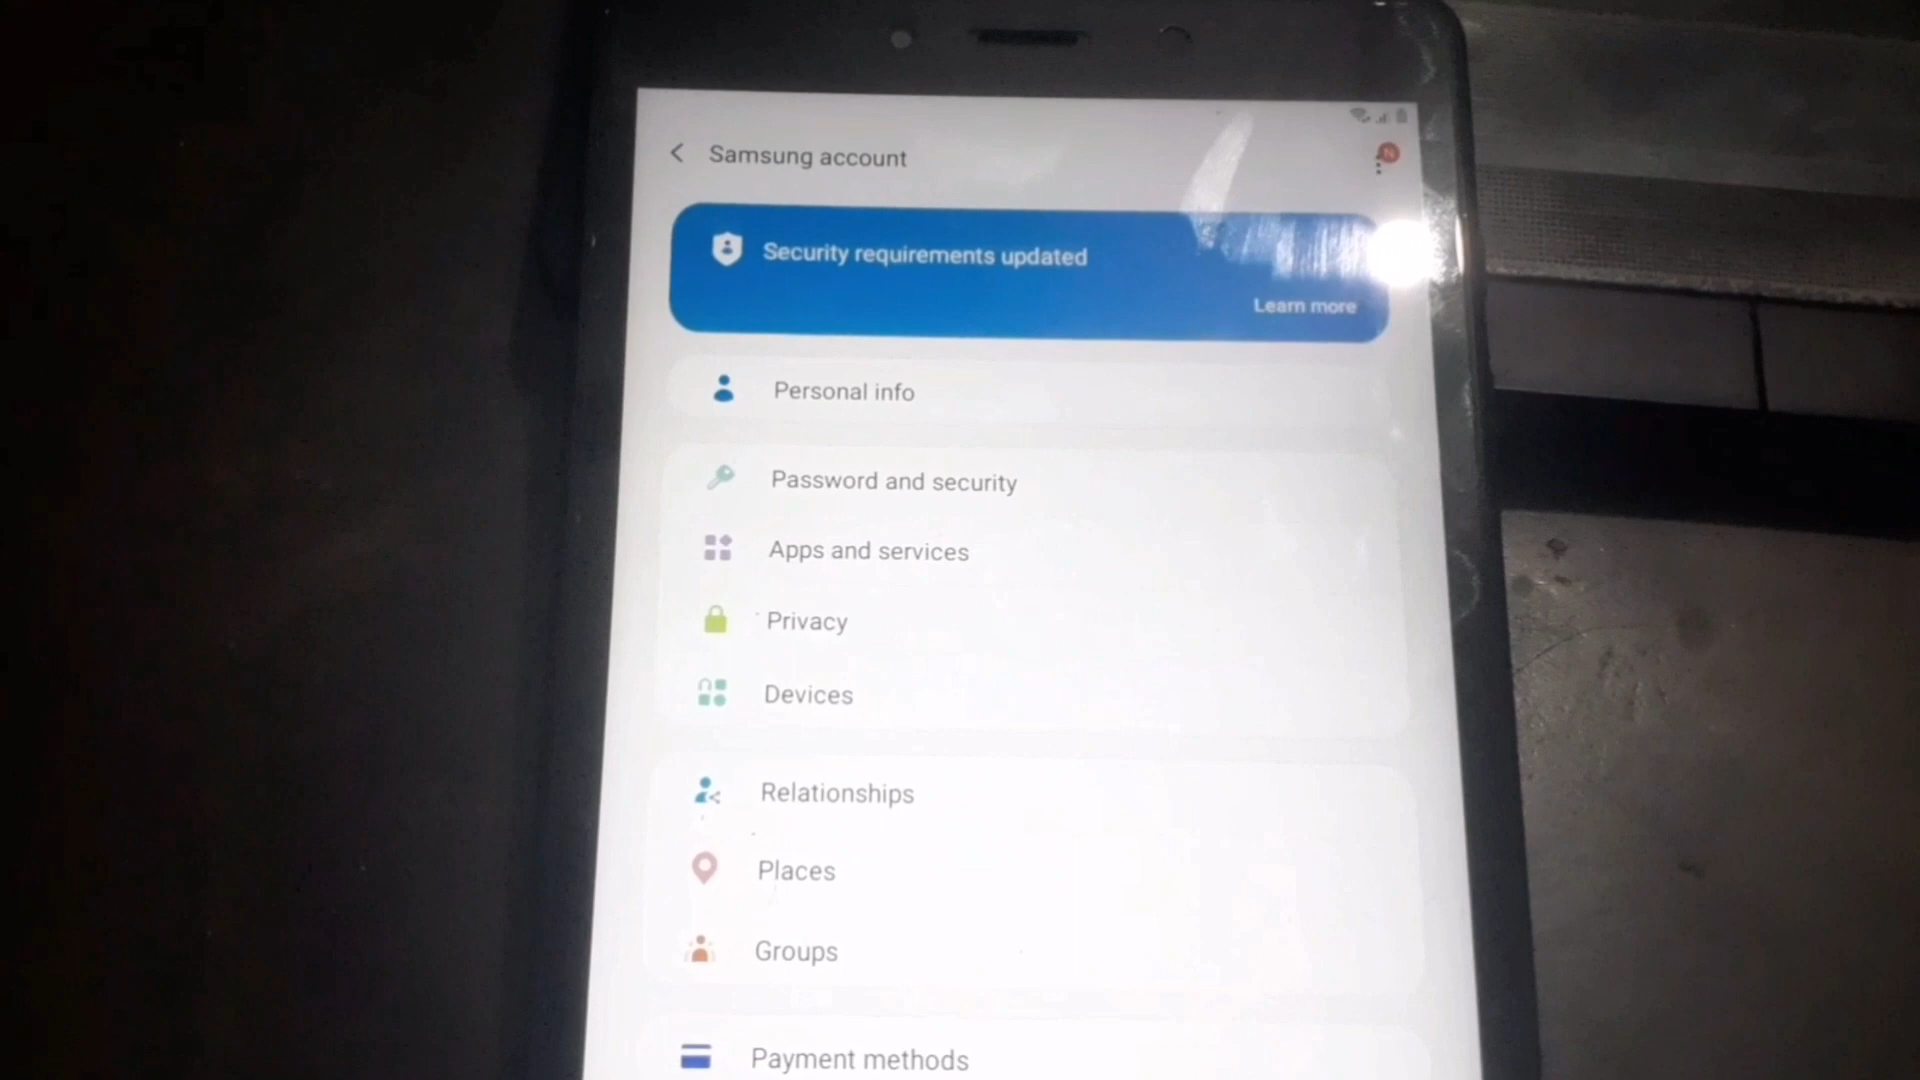 Samsung account
N
Security requirements updated
Learn more
Personal info
Password and security
Apps and services
Privacy
Devices
Relationships
Places
Groups
Payment methods